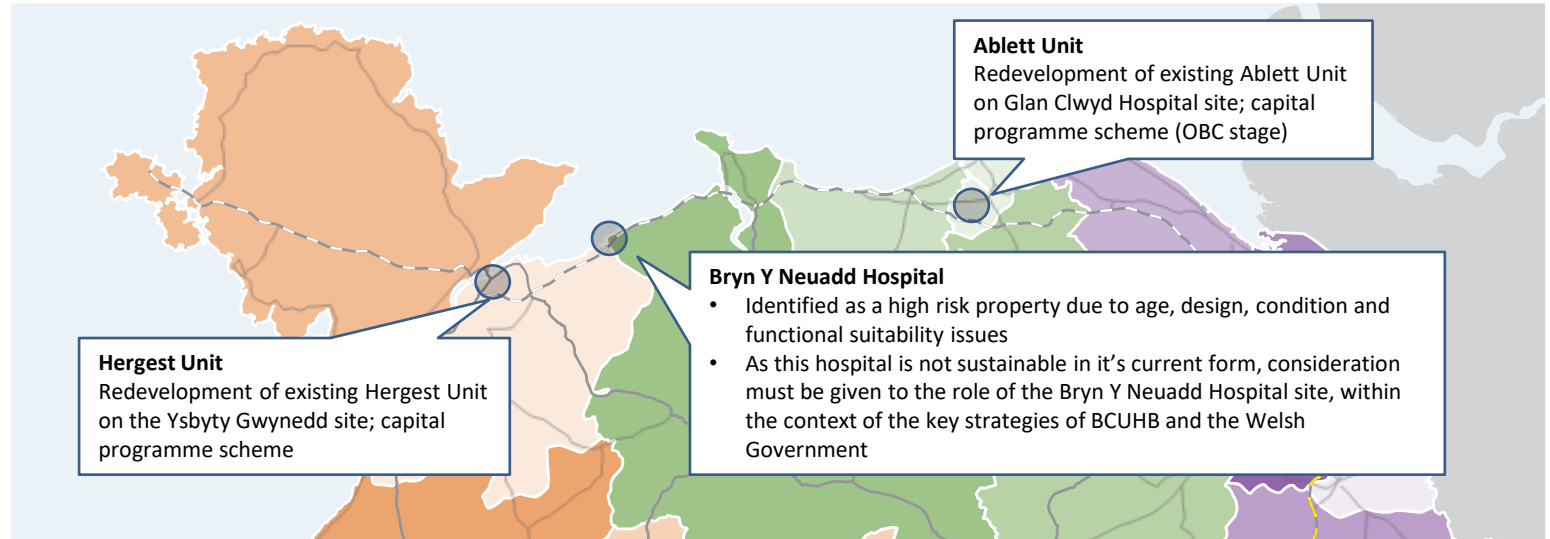 Ablett Unit
Redevelopment of existing Ablett Unit
on Glan Clwyd Hospital site; capital
programme scheme (OBC stage)
Bryn Y Neuadd Hospital
• Identified as a high risk property due to age, design, condition and
functional suitability issues
• As this hospital is not sustainable in it's current form, consideration
must be given to the role of the Bryn Y Neuadd Hospital site, within
the context of the key strategies of BCUHB and the Welsh
Government
Hergest Unit
Redevelopment of existing Hergest Unit
on the Ysbyty Gwynedd site; capital
programme scheme